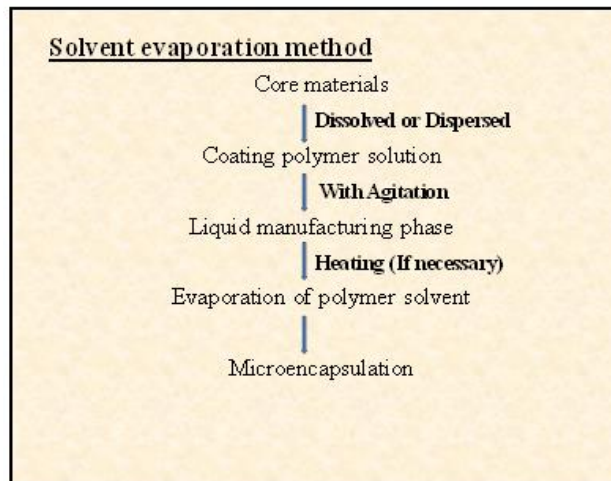 Solvent evaporation method
Core materials
Dissolved or Dispersed
Coating polymer solution
With Agitation
Liquid manufacturing phase
Heating (If necessary)
Evaporation of polymer solvent
Microencapsulation